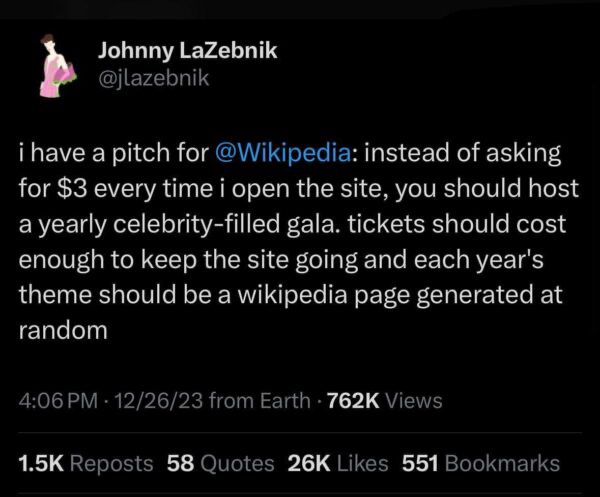 Johnny LaZebnik
@jlazebnik
i have a pitch for @Wikipedia: instead of asking
for $3 every time i open the site, you should host
a yearly celebrity-filled gala. tickets should cost
enough to keep the site going and each year's
theme should be a wikipedia page generated at
random
4:06 PM · 12/26/23 from Earth · 762K Views
1.5K Reposts 58 Quotes 26K Likes 551 Bookmarks